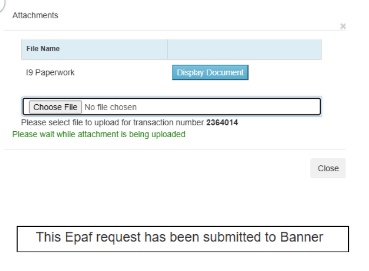 Attachments
×
File Name
I9 Paperwork
Display Document
Choose File No file chosen
Please select file to upload for transaction number 2364014
Please wait while attachment is being uploaded
Close
This Epaf request has been submitted to Banner